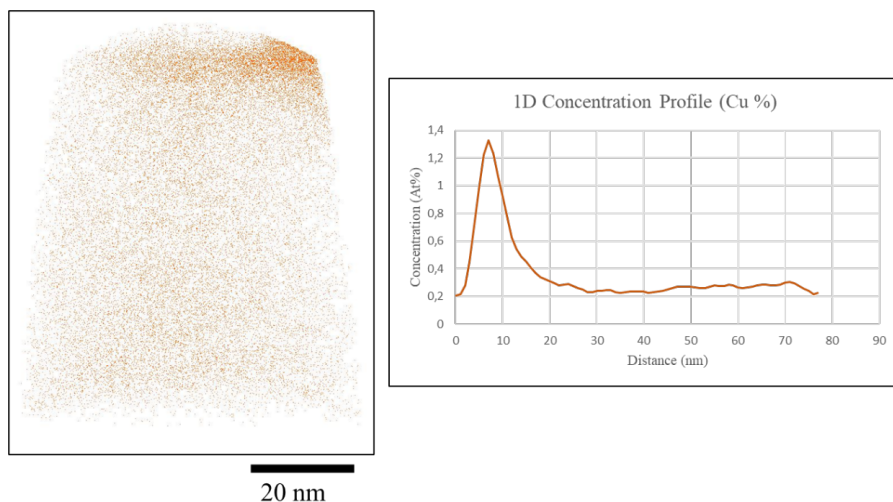 1D Concentration Profile (Cu %)
Concentration (At%)
1,4
1,2
1
0,8
0,6
0,4
0,2
0
0 10 20 30 40 50 60 70 80 90
Distance (nm)
20 nm